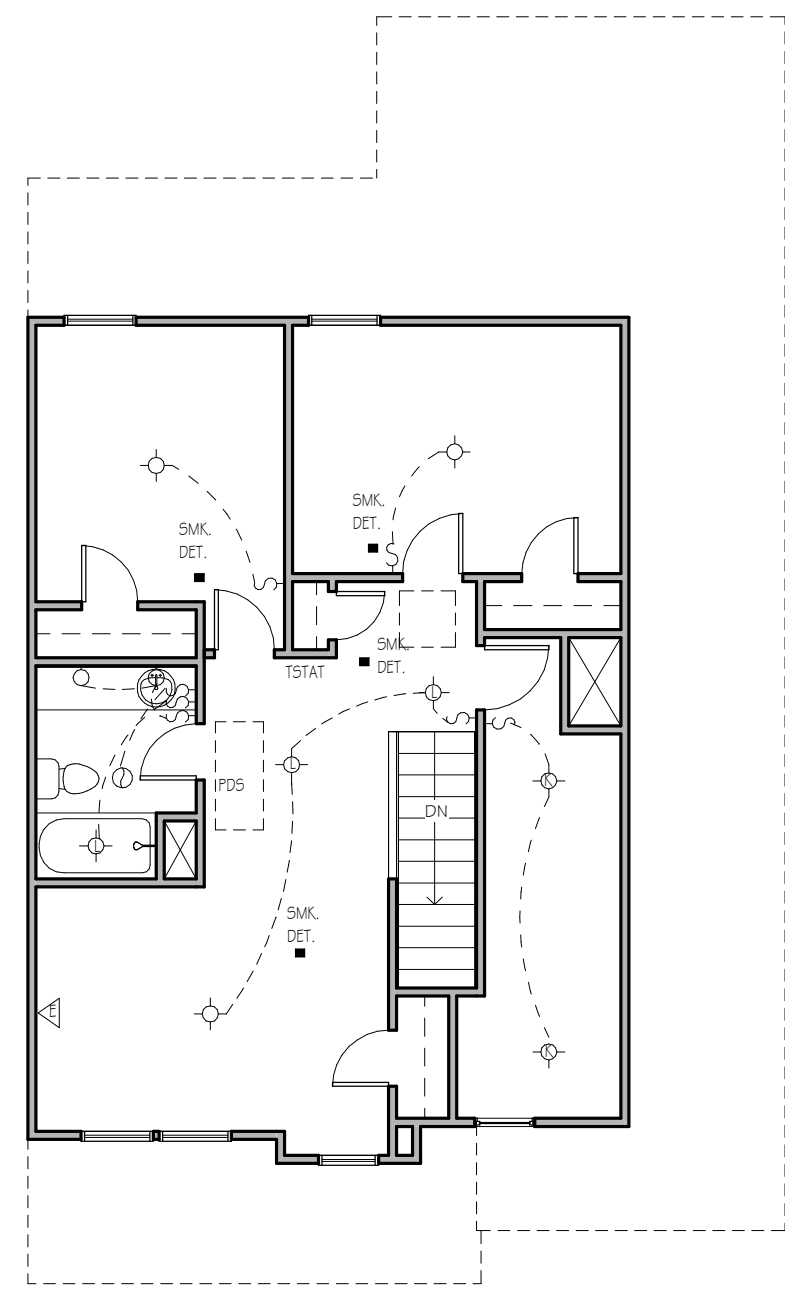 SMK.
DET.
SMK.
DET.
SMK.
DET.
TSTAT
L
L
K
PDS
DN
L
SMK.
DET.
E
K